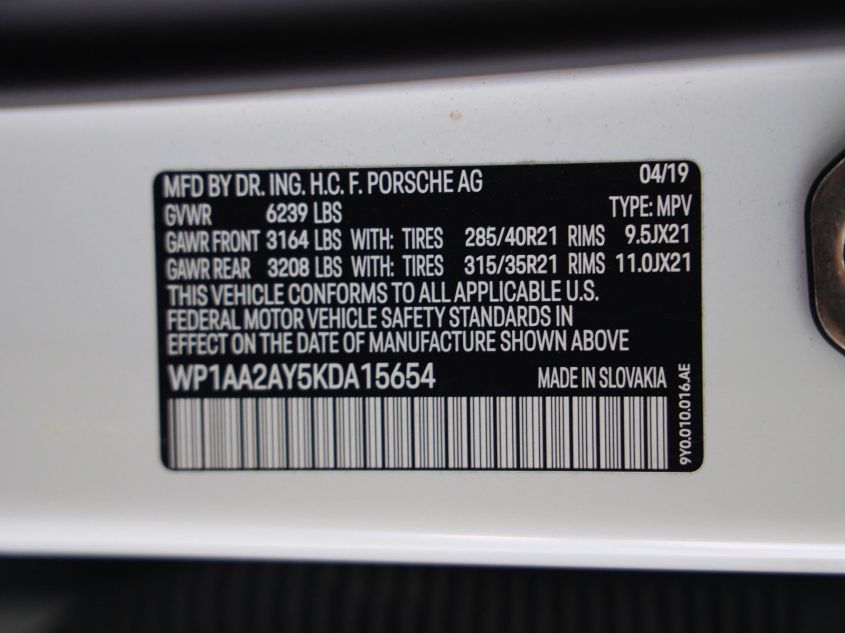 MFD BY DR. ING. H.C. F. PORSCHE AG 04/19
GVWR 6239 LBS TYPE: MPV
GAWR FRONT 3164 LBS WITH: TIRES 285/40R21 RIMS 9.5JX21
GAWR REAR 3208 LBS WITH: TIRES 315/35R21 RIMS 11.0JX21
THIS VEHICLE CONFORMS TO ALL APPLICABLE U.S.
FEDERAL MOTOR VEHICLE SAFETY STANDARDS IN
EFFECT ON THE DATE OF MANUFACTURE SHOWN ABOVE
WP1AA2AY5KDA15654 MADE IN SLOVAKIA
9Y0.010.016.AE